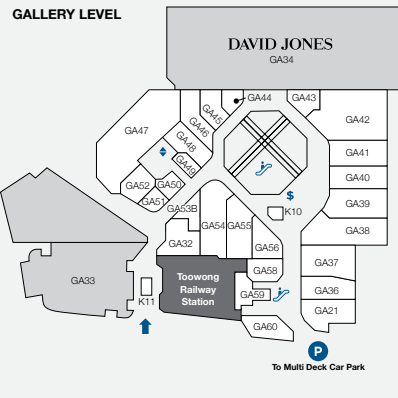 GALLERY LEVEL
DAVID JONES
GA34
GA44
GA43
GA45
GA42
GA46
GA47
GA48
GA41
GA49
GA40
GA52
GA50
$
GA39
GA51
GA53B
K10
GA54
GA55
GA38
GA32
GA56
GA37
GA58
Toowong
Railway
Station
GA33
GA59
GA36
K11
GA21
GA60
P
To Multi Deck Car Park